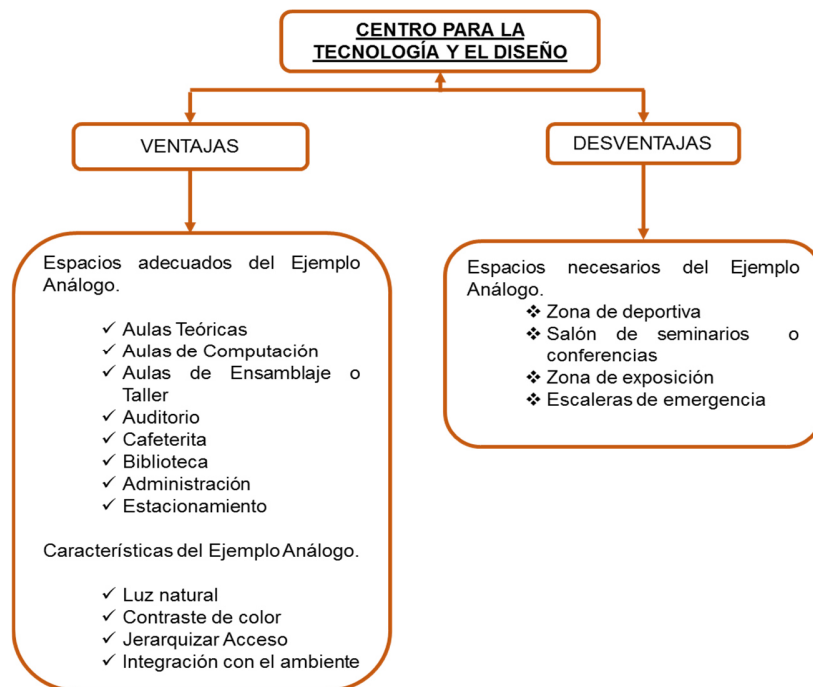 CENTRO PARA LA
TECNOLOGÍA Y EL DISEÑO
VENTAJAS
DESVENTAJAS
Espacios adecuados del Ejemplo
Análogo.
✓ Aulas Teóricas
✓ Aulas de Computación
✓ Aulas de Ensamblaje o
Taller
✓ Auditorio
✓ Cafeterita
✓ Biblioteca
✓ Administración
✓ Estacionamiento
Características del Ejemplo Análogo.
✓ Luz natural
✓ Contraste de color
✓ Jerarquizar Acceso
✓ Integración con el ambiente
Espacios necesarios del Ejemplo
Análogo.
❖ Zona de deportiva
❖ Salón de seminarios o
conferencias
❖ Zona de exposición
❖ Escaleras de emergencia